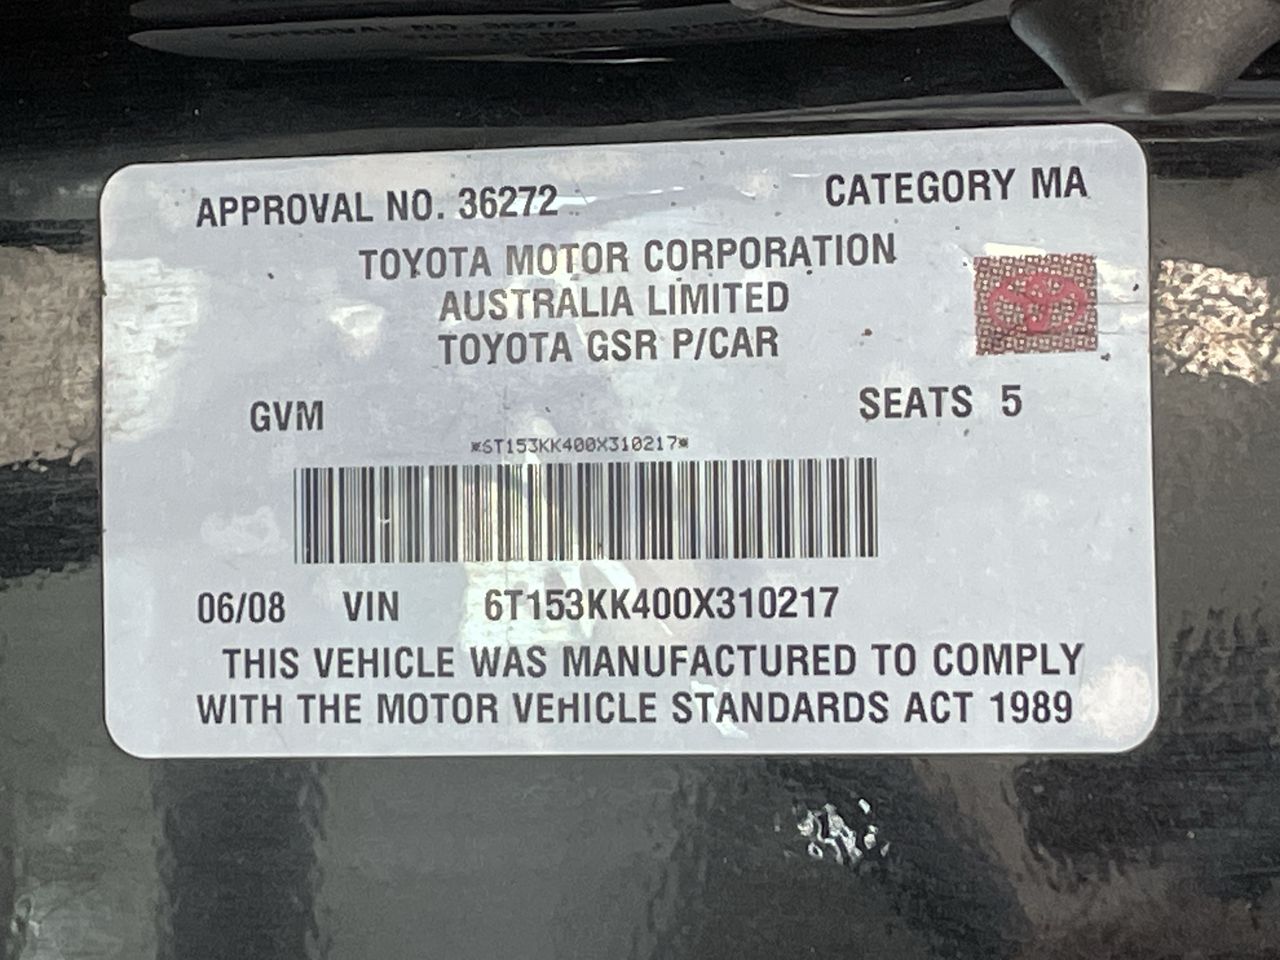 APPROVAL NO. 36272 CATEGORY MA
TOYOTA MOTOR CORPORATION
AUSTRALIA LIMITED
TOYOTA GSR P/CAR
GVM SEATS 5
*6T153KK400X310217*
06/08 VIN 6T153KK400X310217
THIS VEHICLE WAS MANUFACTURED TO COMPLY
WITH THE MOTOR VEHICLE STANDARDS ACT 1989